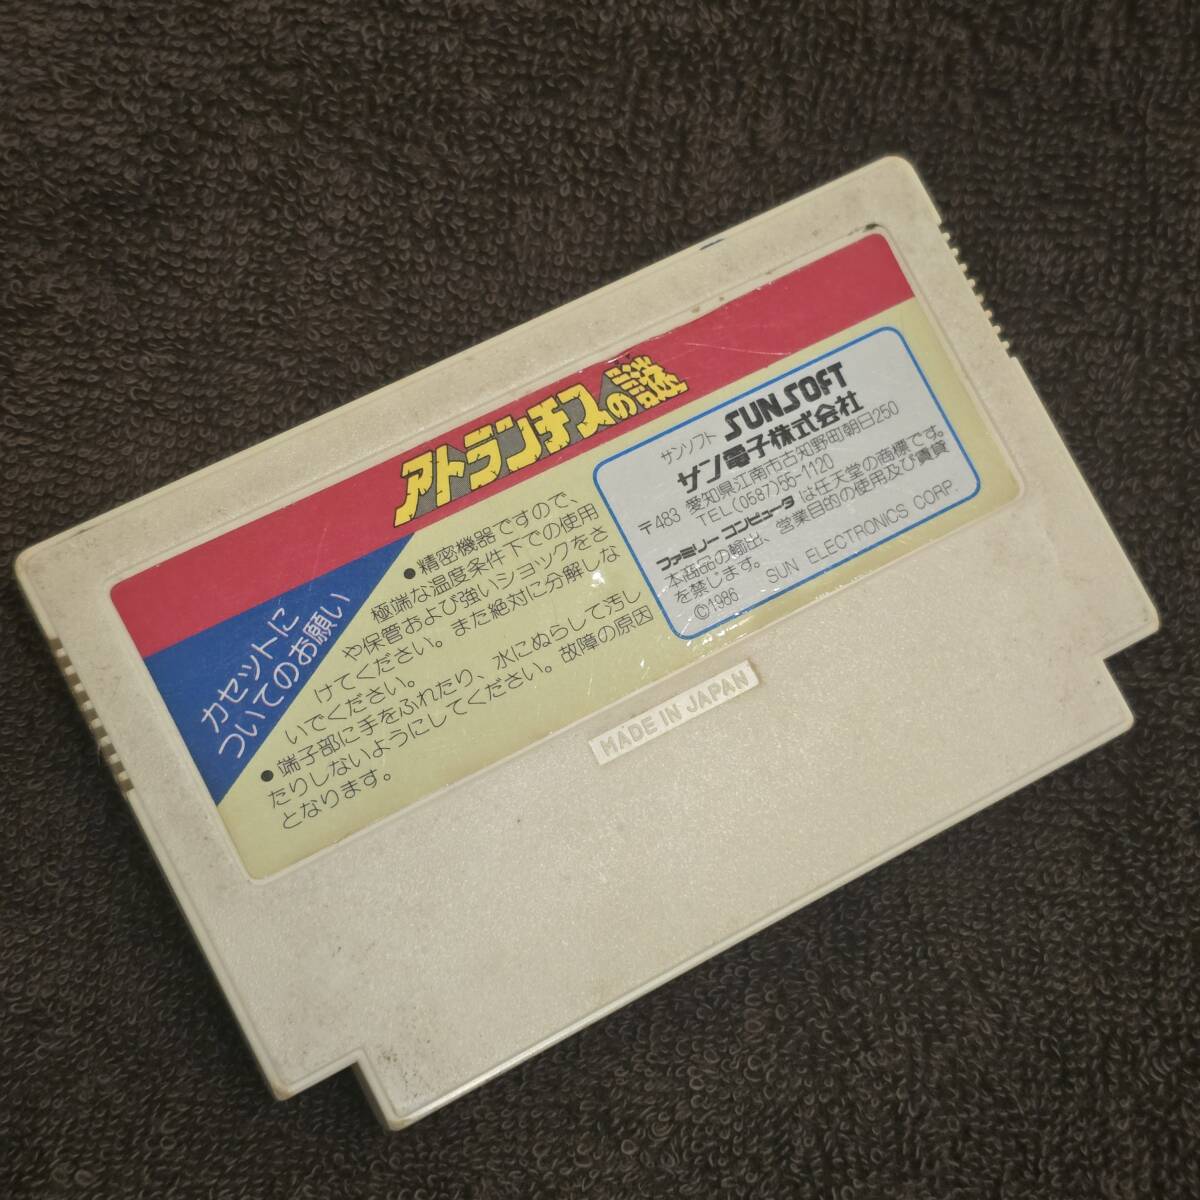 アトランチスの謎
カセットに
ついてのお願い
●精密機器ですので、
極端な温度条件下での使用
や保管および強いショックをさ
けてください。また絶対に分解しな
いでください。
●端子部に手をふれたり、水にぬらして汚し
たりしないようにしてください。故障の原因
となります。
サンソフト SUNSOFT
サン電子株式会社
〒483 愛知県江南市古知野町朝日250
TEL(0587)55-1120
ファミリーコンピュータは任天堂の商標です。
本商品の輸出、営業目的の使用及び賃貸
を禁じます。
©1986 SUN ELECTRONICS CORP.
MADE IN JAPAN